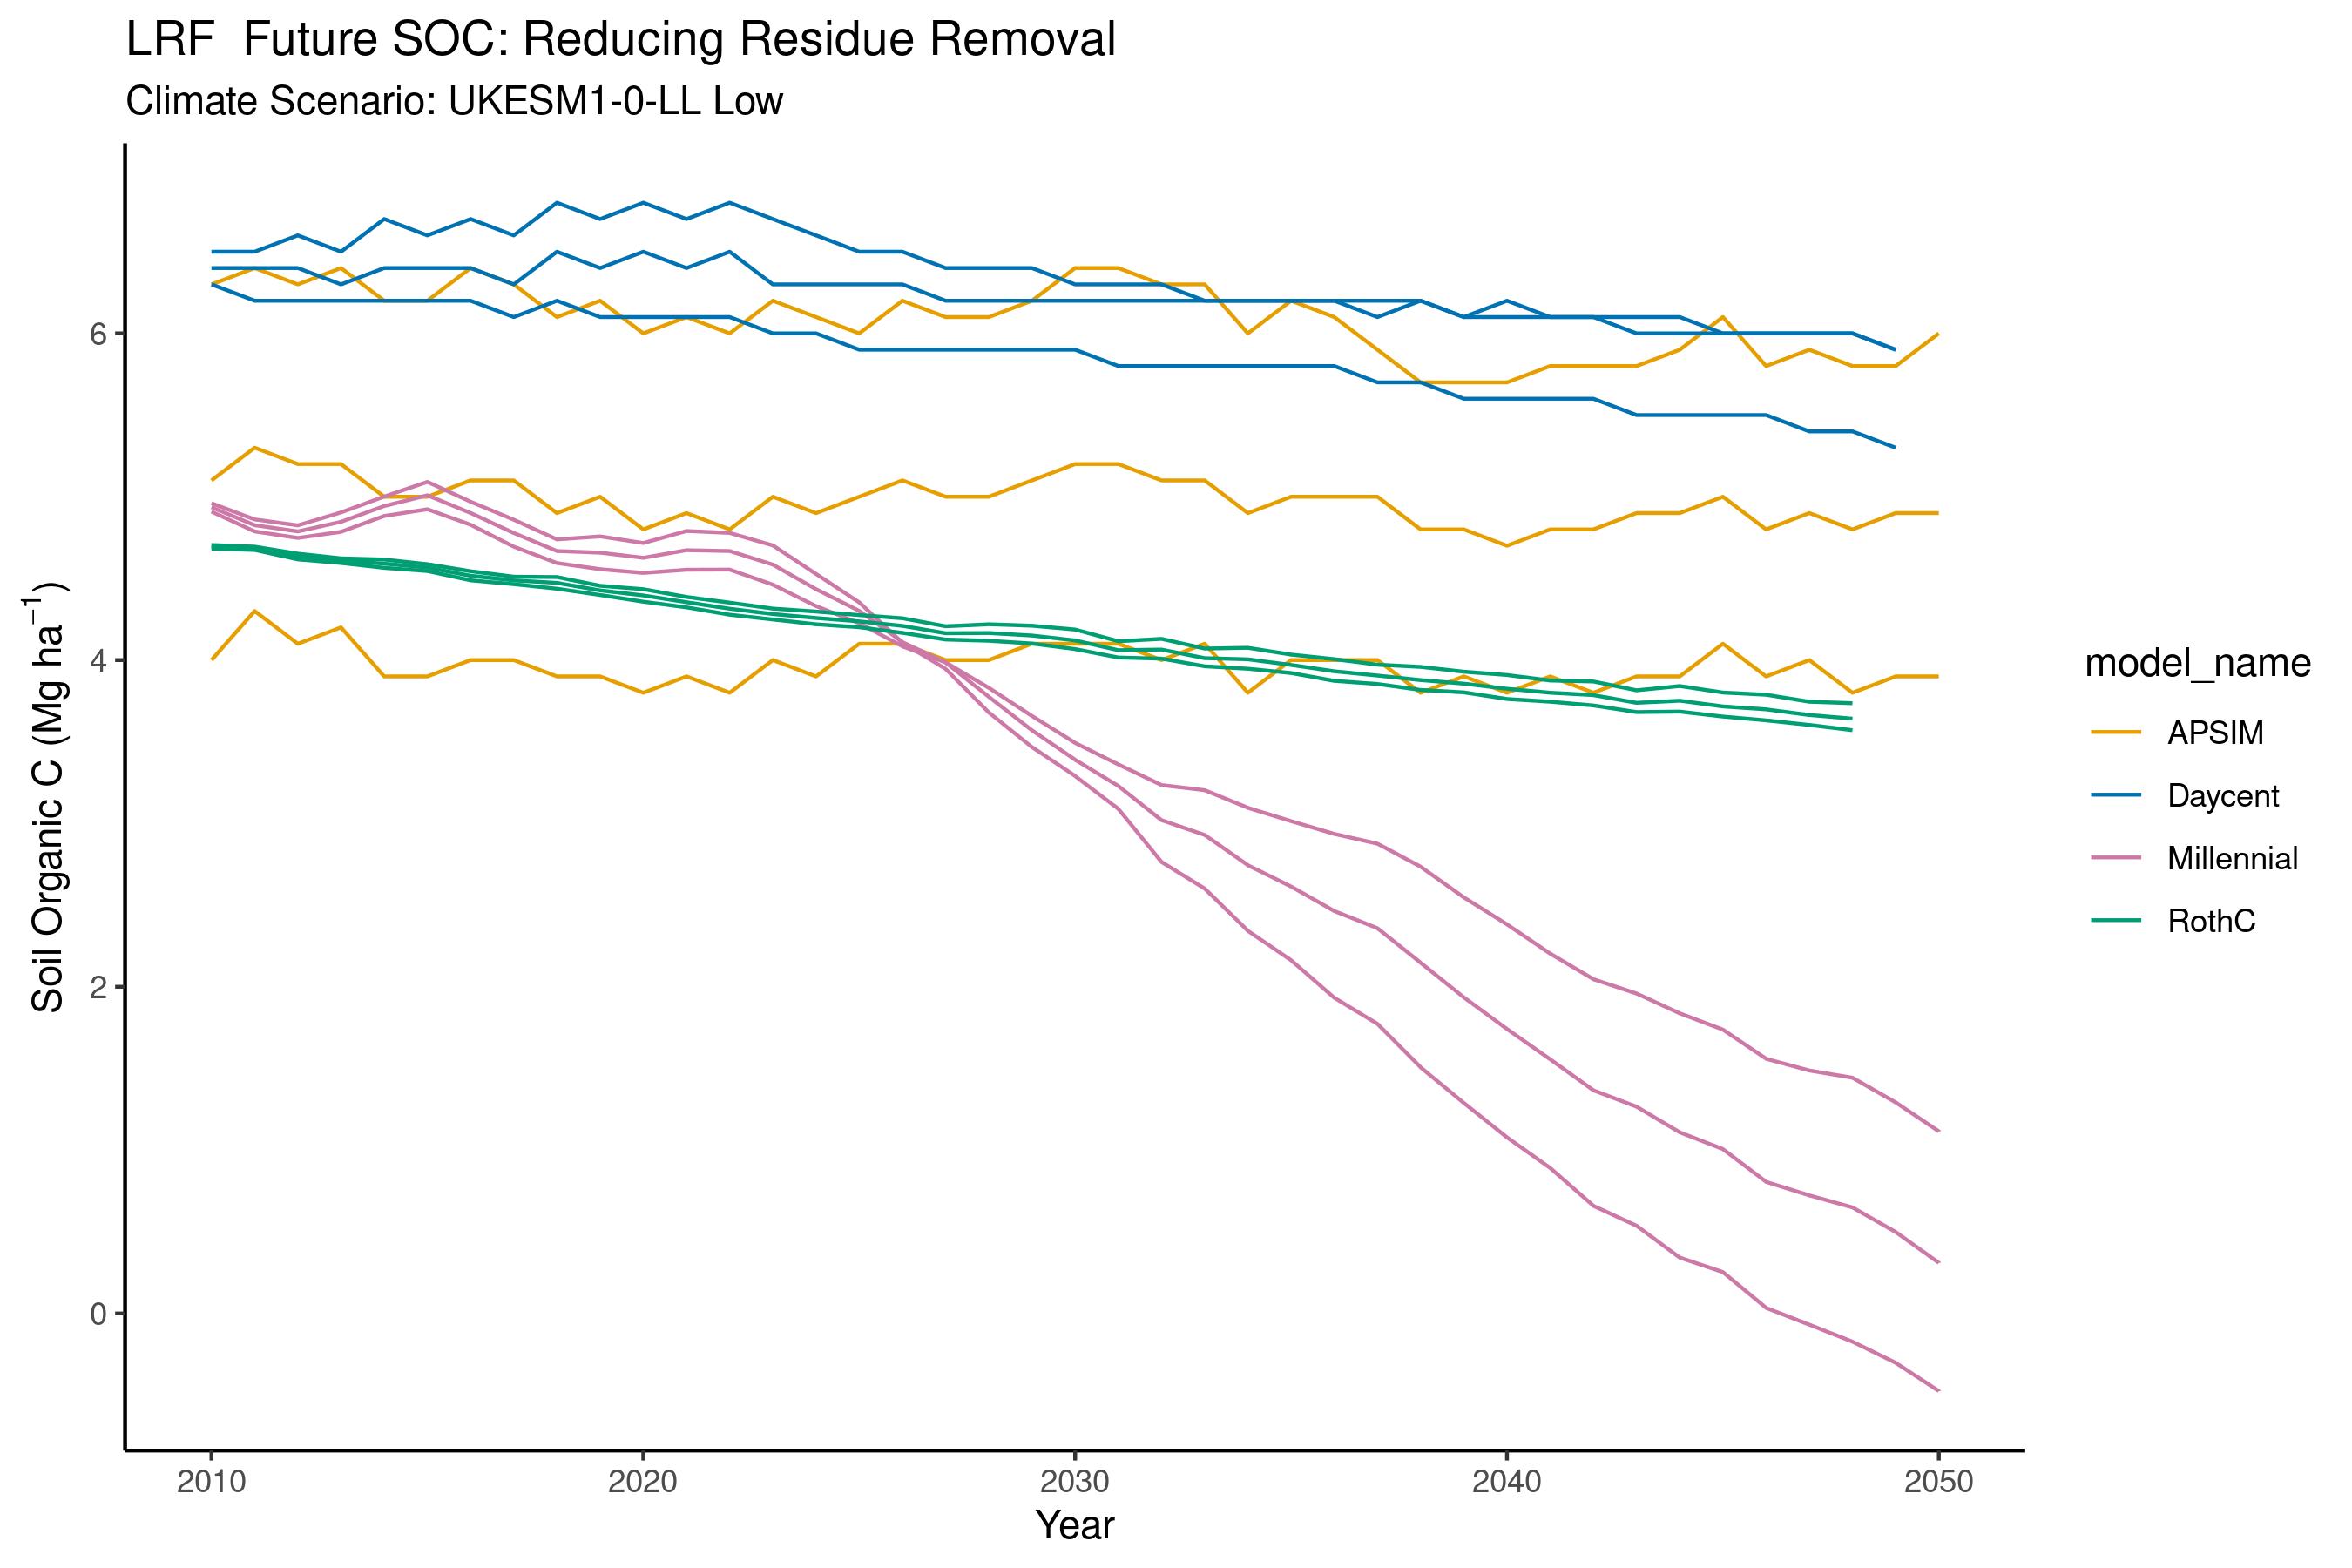 LRF  Future SOC: Reducing Residue Removal
Climate Scenario: UKESM1-0-LL Low
Soil Organic C (Mg ha⁻¹)
6
4
2
0
2010 2020 2030 2040 2050
Year
model_name
APSIM
Daycent
Millennial
RothC